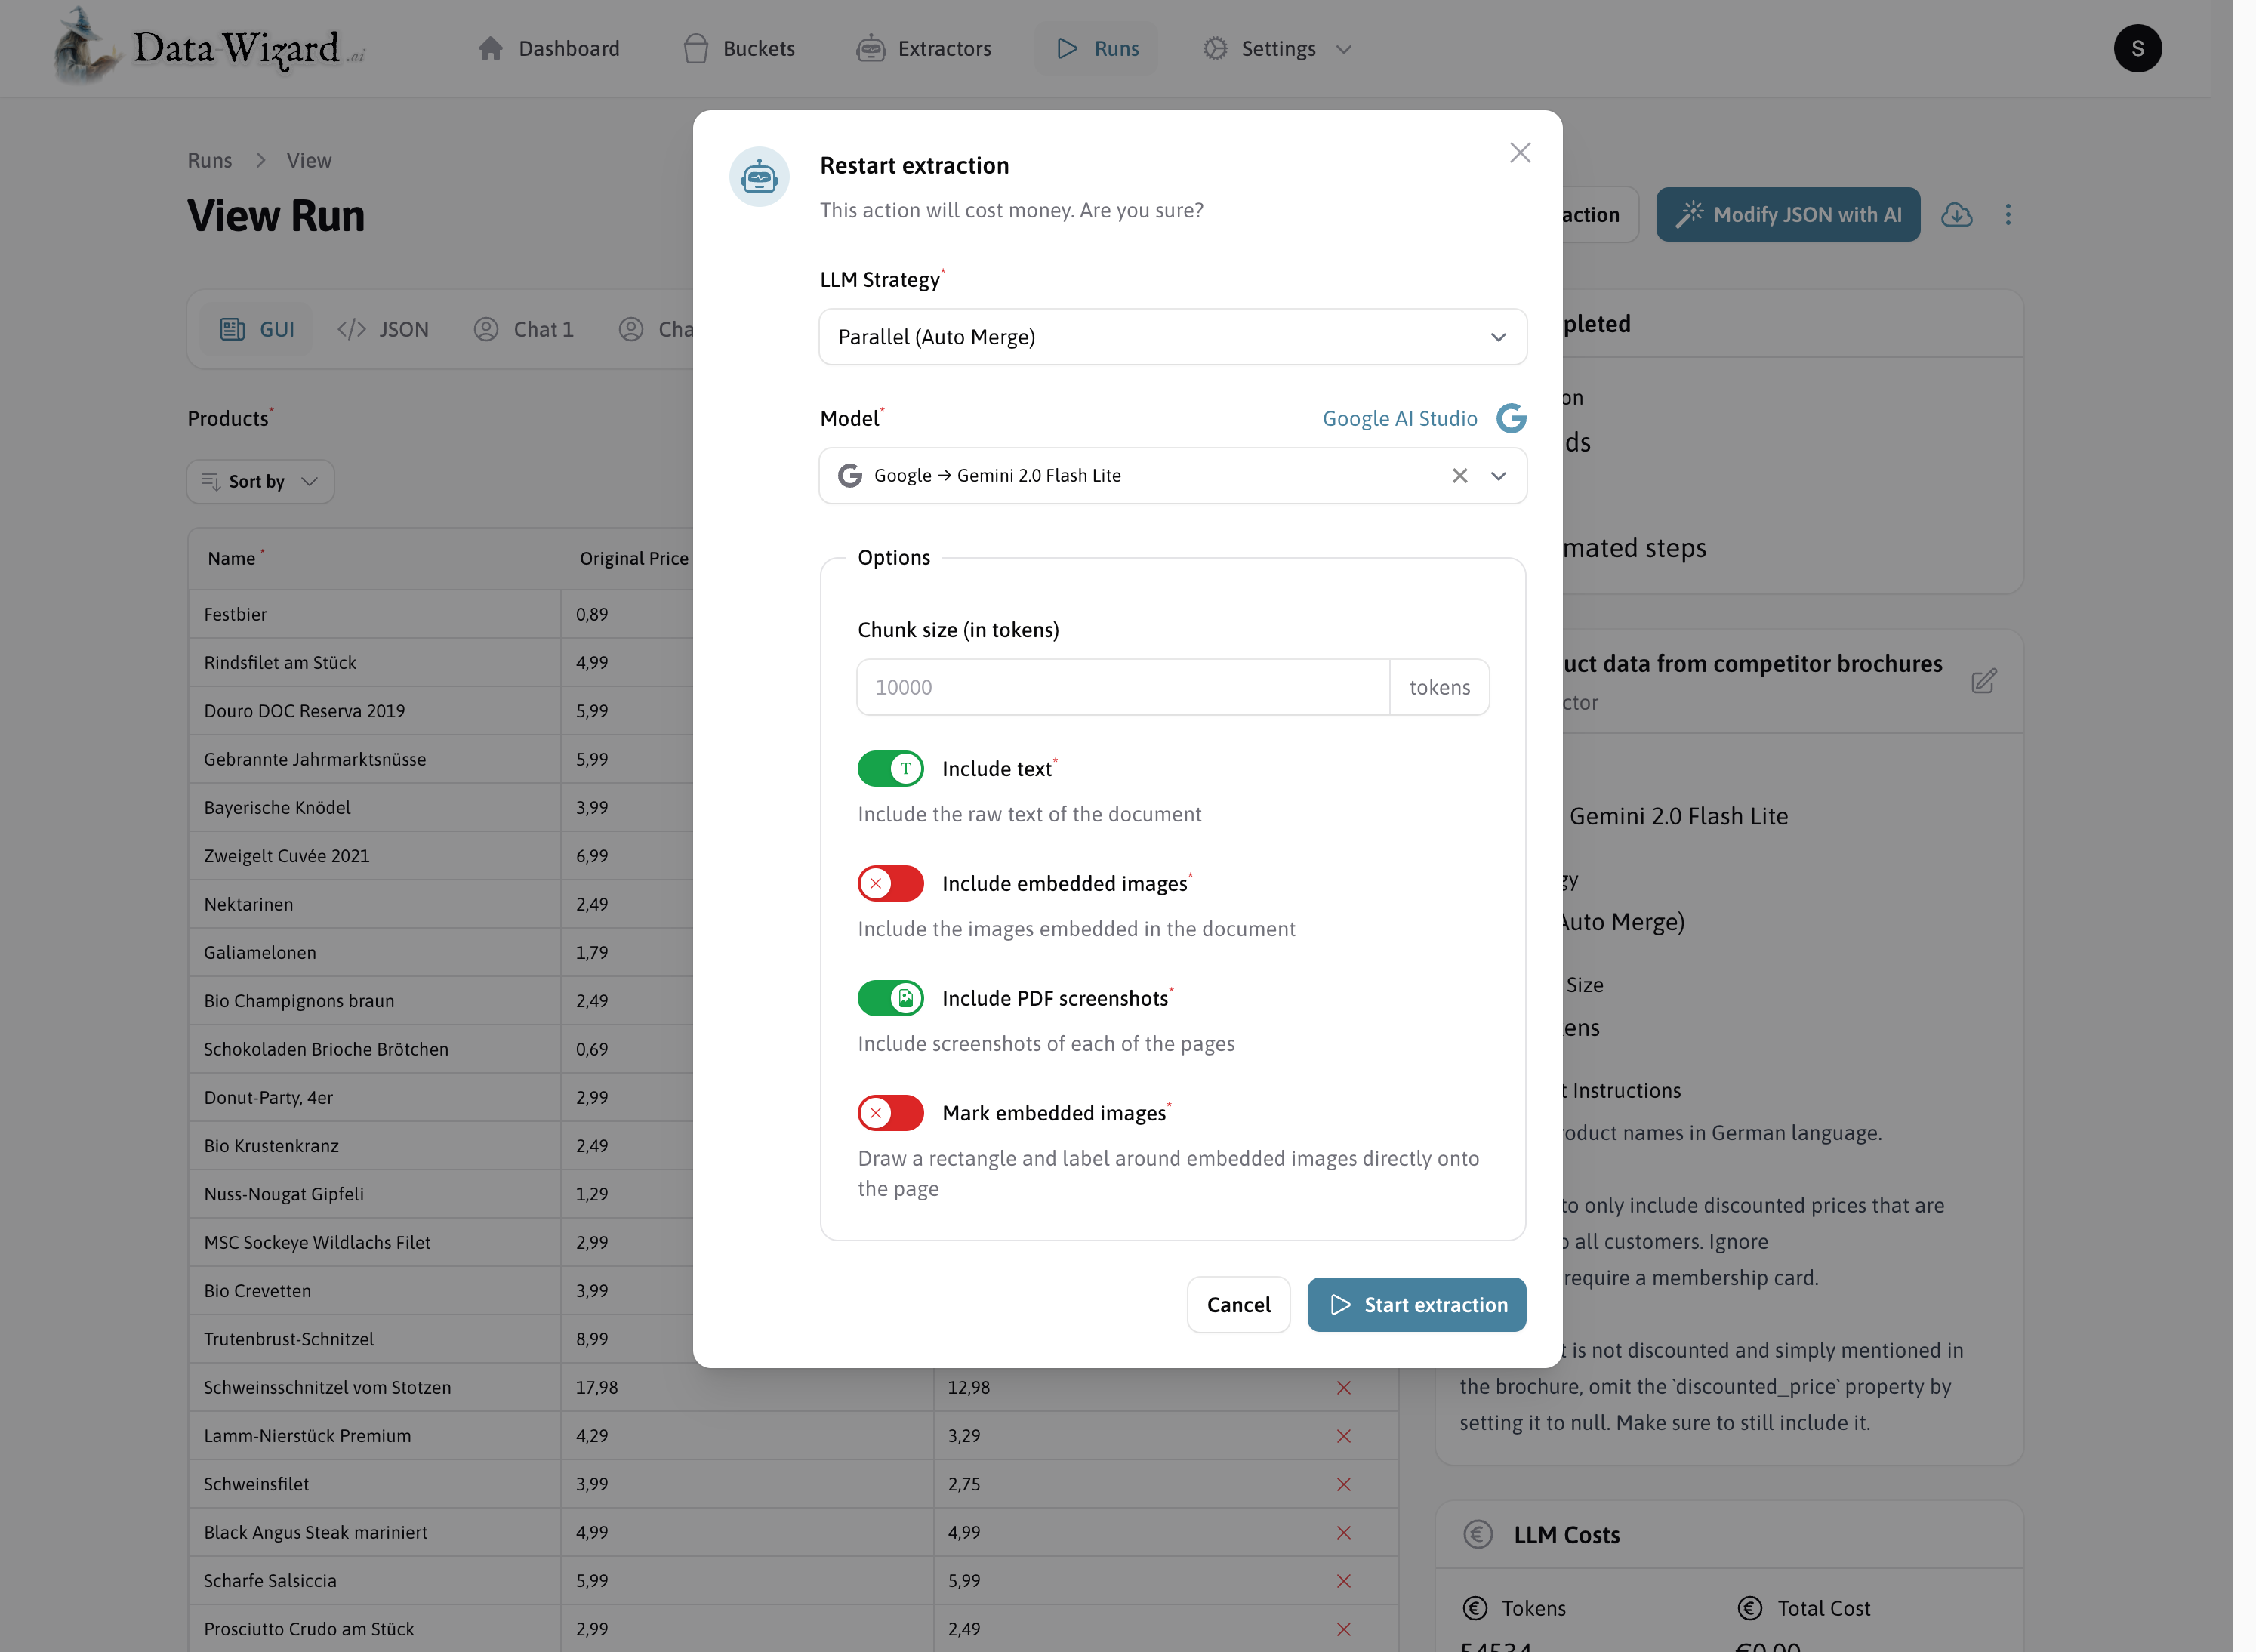 Data Wizard .ai
Dashboard
Buckets
Extractors
Runs
Settings
S
Runs
View
View Run
action
Modify JSON with AI
GUI
JSON
Chat 1
Cha
Products*
Sort by
Name *
Original Price
Festbier
0,89
Rindsfilet am Stück
4,99
Douro DOC Reserva 2019
5,99
Gebrannte Jahrmarktsnüsse
5,99
Bayerische Knödel
3,99
Zweigelt Cuvée 2021
6,99
Nektarinen
2,49
Galiamelonen
1,79
Bio Champignons braun
2,49
Schokoladen Brioche Brötchen
0,69
Donut-Party, 4er
2,99
Bio Krustenkranz
2,49
Nuss-Nougat Gipfeli
1,29
MSC Sockeye Wildlachs Filet
2,99
Bio Crevetten
3,99
Trutenbrust-Schnitzel
8,99
Schweinsschnitzel vom Stotzen
17,98
12,98
Lamm-Nierstück Premium
4,29
3,29
Schweinsfilet
3,99
2,75
Black Angus Steak mariniert
4,99
4,99
Scharfe Salsiccia
5,99
5,99
Prosciutto Crudo am Stück
2,99
2,49
Restart extraction
This action will cost money. Are you sure?
LLM Strategy*
Parallel (Auto Merge)
Model*
Google AI Studio
Google → Gemini 2.0 Flash Lite
Options
Chunk size (in tokens)
10000
tokens
T
Include text*
Include the raw text of the document
Include embedded images*
Include the images embedded in the document
Include PDF screenshots*
Include screenshots of each of the pages
Mark embedded images*
Draw a rectangle and label around embedded images directly onto
the page
Cancel
Start extraction
pleted
on
ds
mated steps
uct data from competitor brochures
ctor
Gemini 2.0 Flash Lite
gy
Auto Merge)
Size
ens
t Instructions
oduct names in German language.
to only include discounted prices that are
o all customers. Ignore
require a membership card.
t is not discounted and simply mentioned in
the brochure, omit the `discounted_price` property by
setting it to null. Make sure to still include it.
LLM Costs
Tokens
Total Cost
54534
€0.00